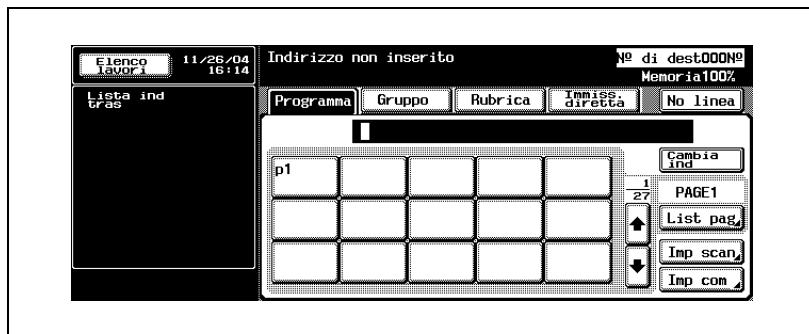 Elenco lavori
11/26/04
16:14
Indirizzo non inserito
Nº di dest000Nº
Memoria100%
Lista ind
tras
Programma
Gruppo
Rubrica
Immiss.
diretta
No linea
p1
Cambia
ind
1
27
PAGE1
List pag
Imp scan
Imp com